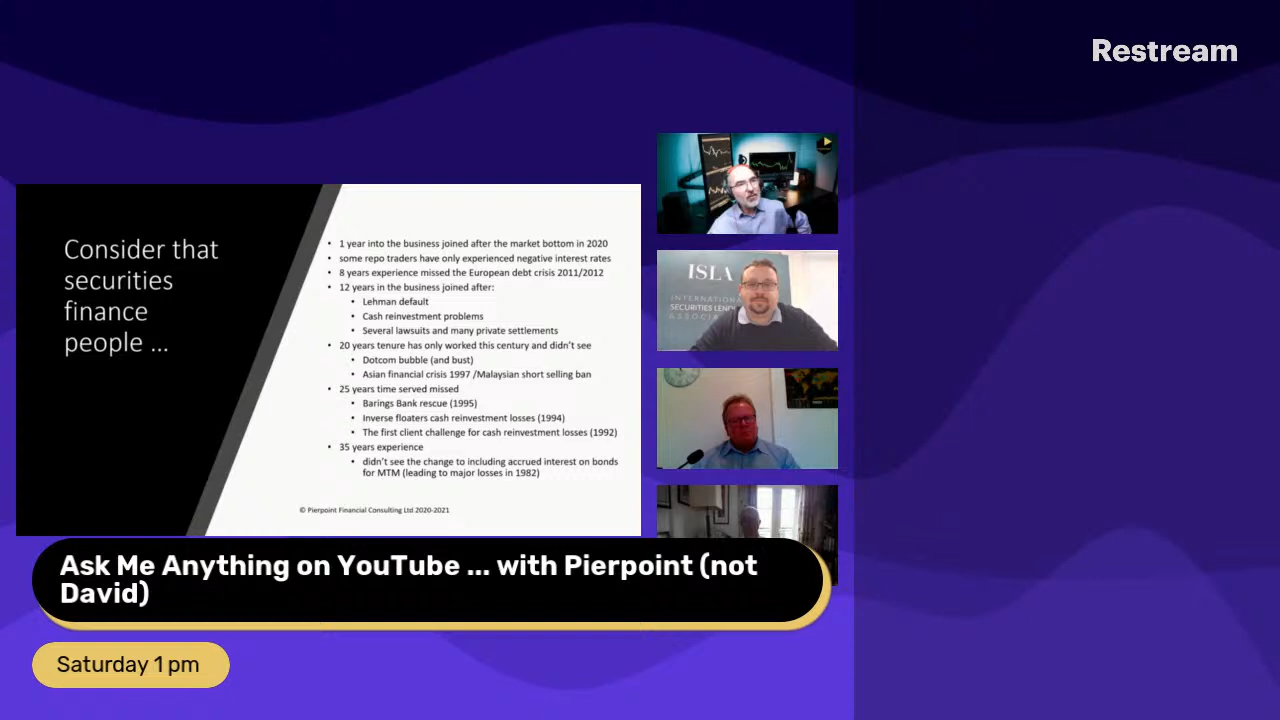 Restream
Consider that
securities
finance
people ...
• 1 year into the business joined after the market bottom in 2020
• some repo traders have only experienced negative interest rates
• 8 years experience missed the European debt crisis 2011/2012
• 12 years in the business joined after:
• Lehman default
• Cash reinvestment problems
• Several lawsuits and many private settlements
• 20 years tenure has only worked this century and didn't see
• Dotcom bubble (and bust)
• Asian financial crisis 1997 /Malaysian short selling ban
• 25 years time served missed
• Barings Bank rescue (1995)
• Inverse floaters cash reinvestment losses (1994)
• The first client challenge for cash reinvestment losses (1992)
• 35 years experience
• didn't see the change to including accrued interest on bonds
for MTM (leading to major losses in 1982)
© Pierpoint Financial Consulting Ltd 2020-2021
ISLA
INTERNATIONA
SECURITIES LEND
ASSOCIA
Ask Me Anything on YouTube ... with Pierpoint (not
David)
Saturday 1 pm